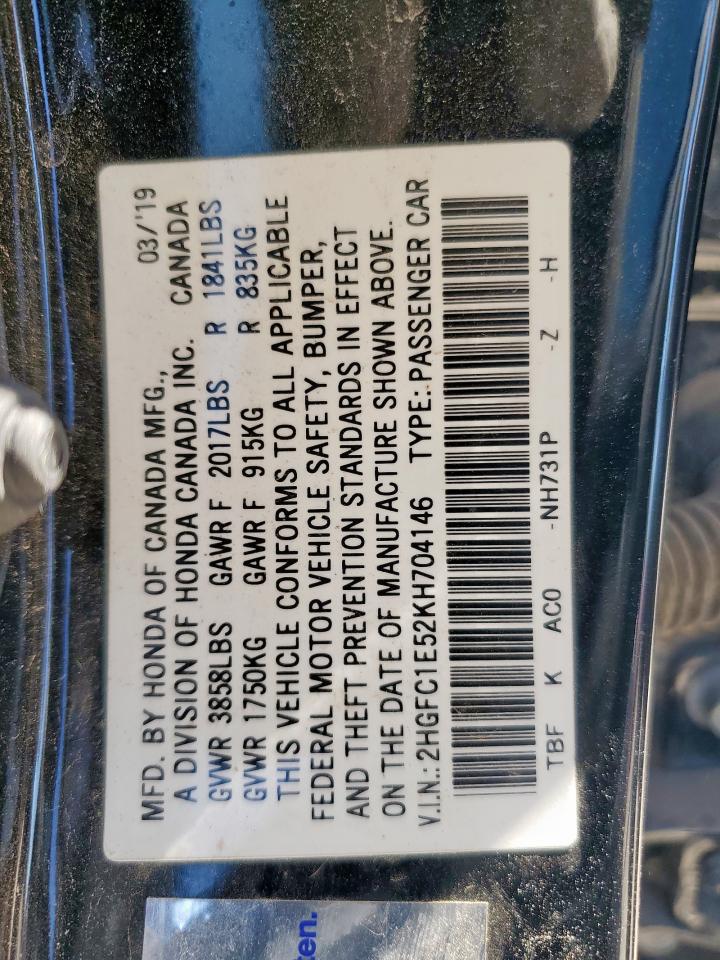 MFD. BY HONDA OF CANADA MFG., 03/'19
A DIVISION OF HONDA CANADA INC. CANADA
GVWR 3858LBS GAWR F 2017LBS R 1841LBS
GVWR 1750KG GAWR F 915KG R 835KG
THIS VEHICLE CONFORMS TO ALL APPLICABLE
FEDERAL MOTOR VEHICLE SAFETY, BUMPER,
AND THEFT PREVENTION STANDARDS IN EFFECT
ON THE DATE OF MANUFACTURE SHOWN ABOVE.
V.I.N.: 2HGFC1E52KH704146 TYPE: PASSENGER CAR
TBF K AC0 -NH731P -Z -H
ten.